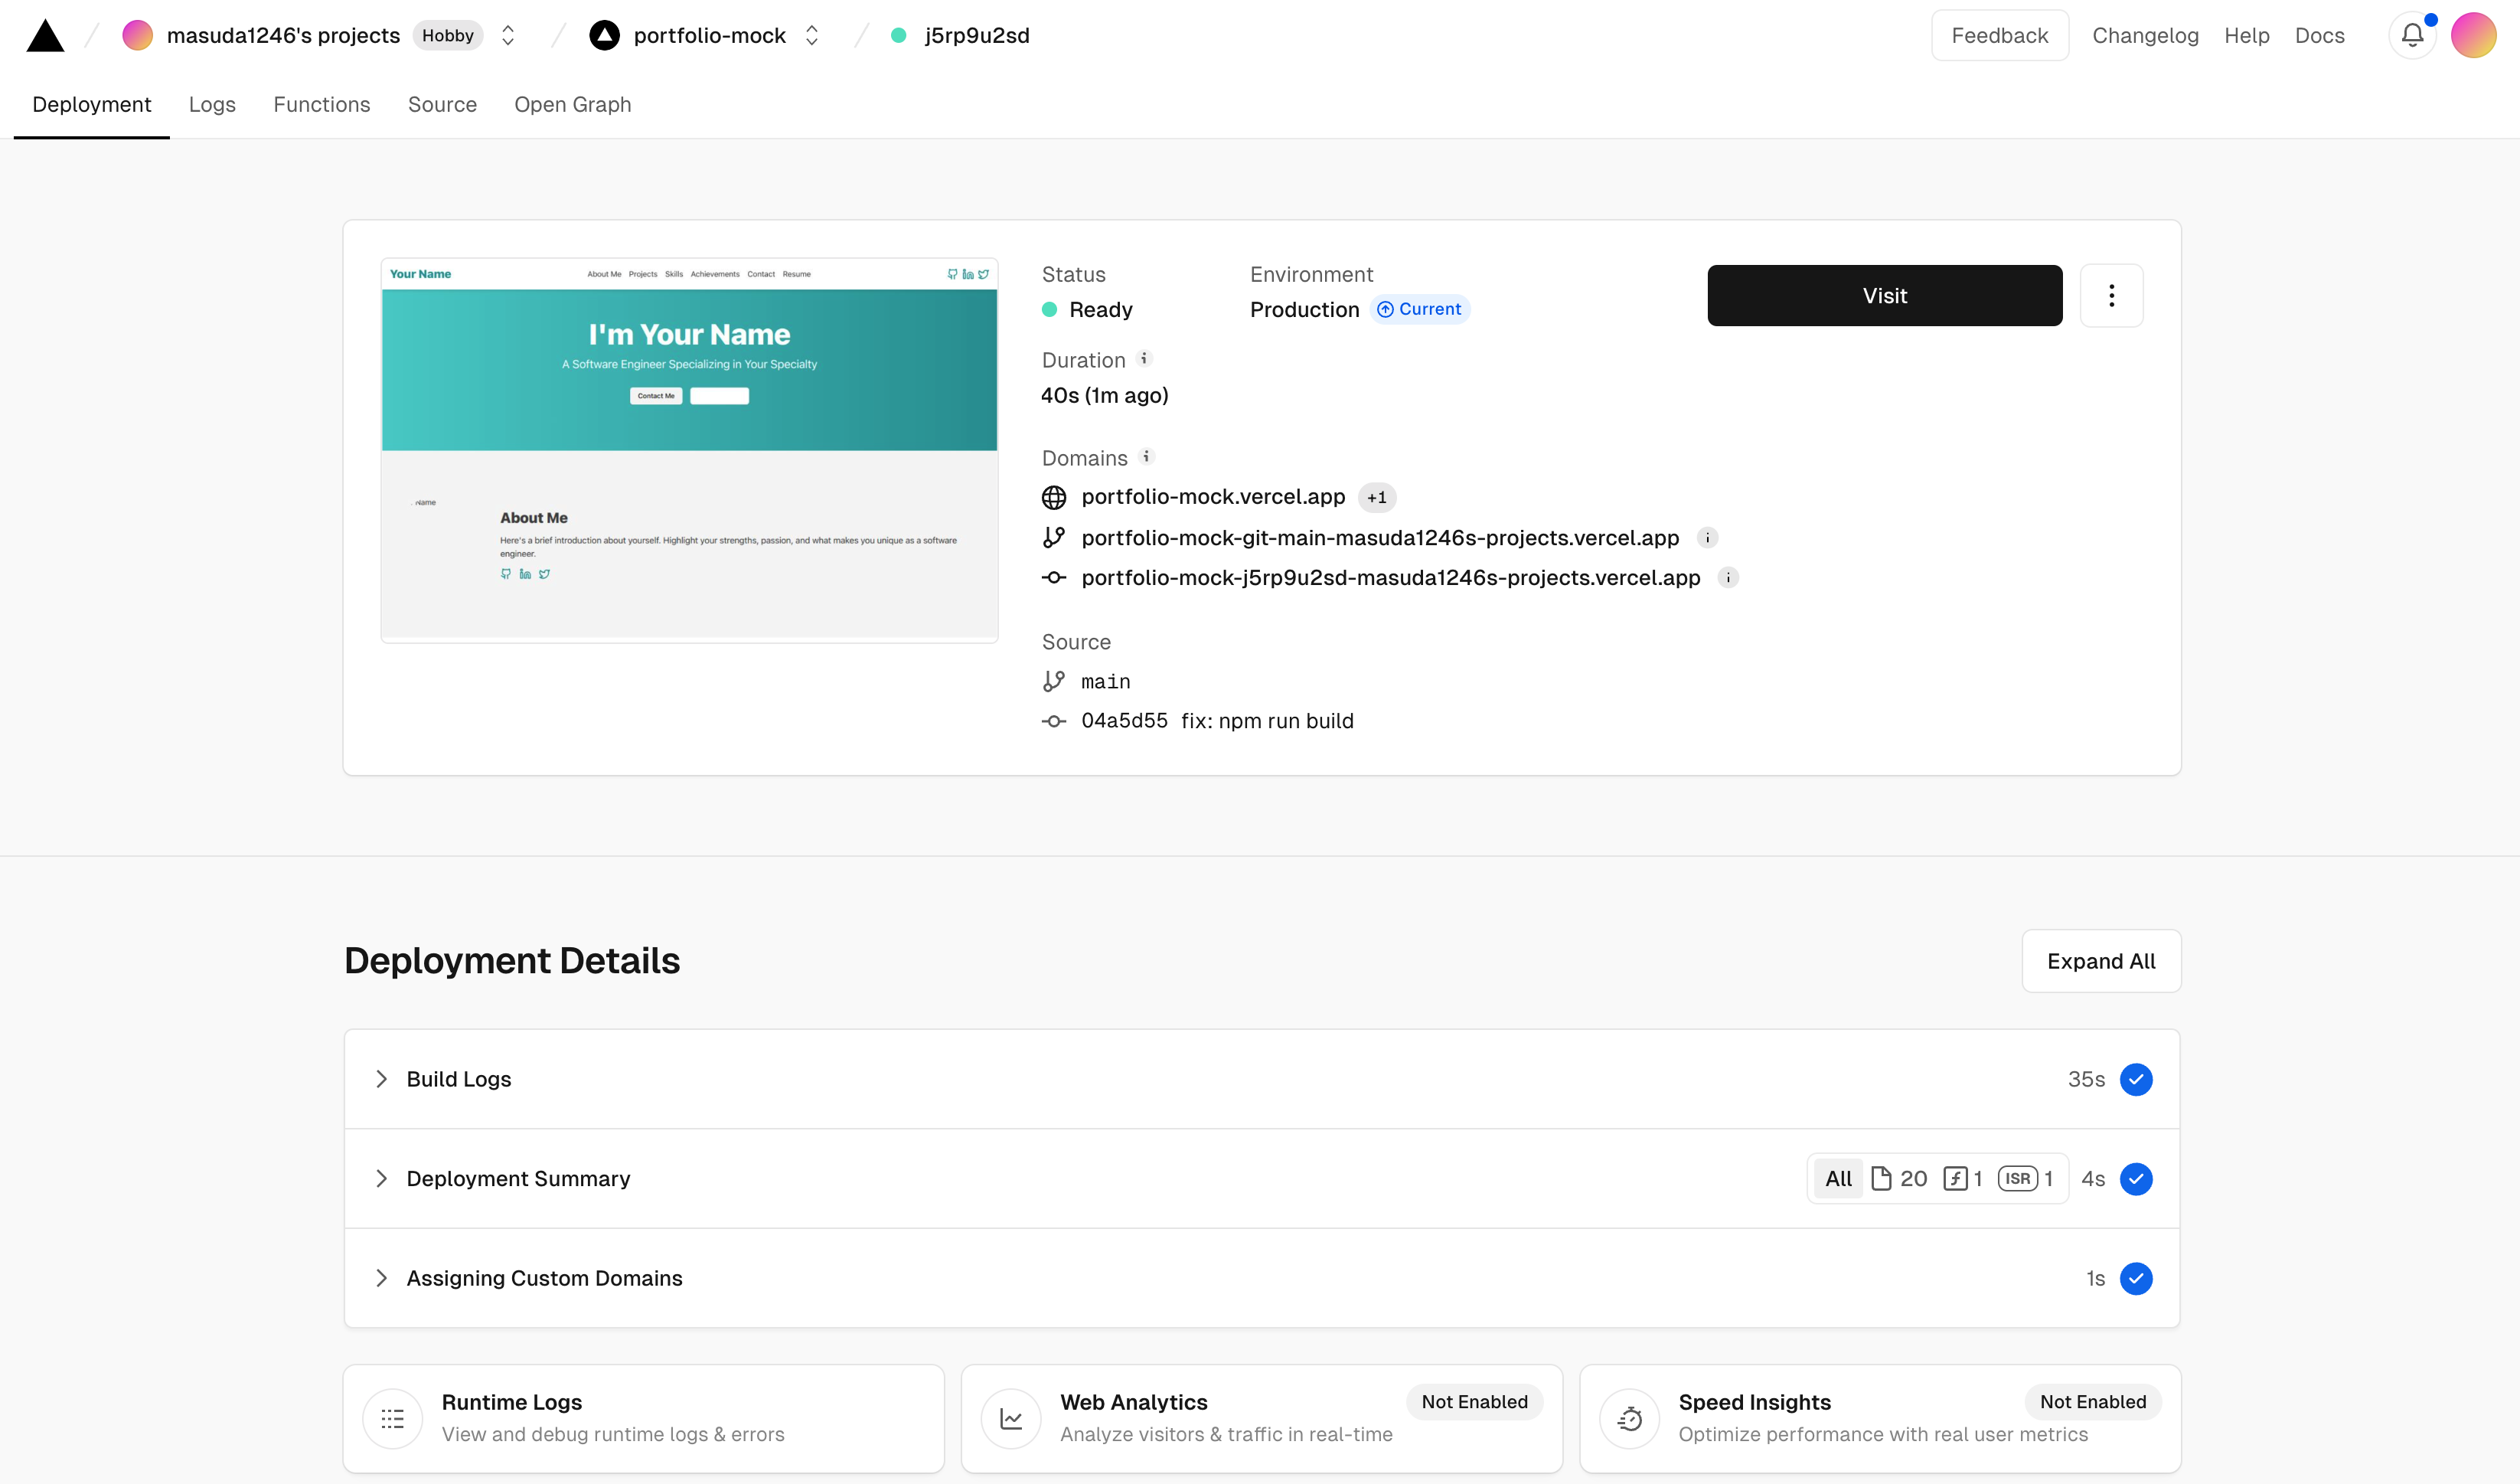 masuda1246's projects Hobby portfolio-mock j5rp9u2sd Feedback Changelog Help Docs
Deployment Logs Functions Source Open Graph
Your Name About Me Projects Skills Achievements Contact Resume
I'm Your Name
A Software Engineer Specializing in Your Specialty
Contact Me
Name
About Me
Here's a brief introduction about yourself. Highlight your strengths, passion, and what makes you unique as a software
engineer.
Status Environment
Ready Production Current
Visit
Duration
40s (1m ago)
Domains
portfolio-mock.vercel.app +1
portfolio-mock-git-main-masuda1246s-projects.vercel.app
portfolio-mock-j5rp9u2sd-masuda1246s-projects.vercel.app
Source
main
04a5d55 fix: npm run build
Deployment Details Expand All
Build Logs 35s
Deployment Summary All 20 1 ISR 1 4s
Assigning Custom Domains 1s
Runtime Logs
View and debug runtime logs & errors
Web Analytics Not Enabled
Analyze visitors & traffic in real-time
Speed Insights Not Enabled
Optimize performance with real user metrics